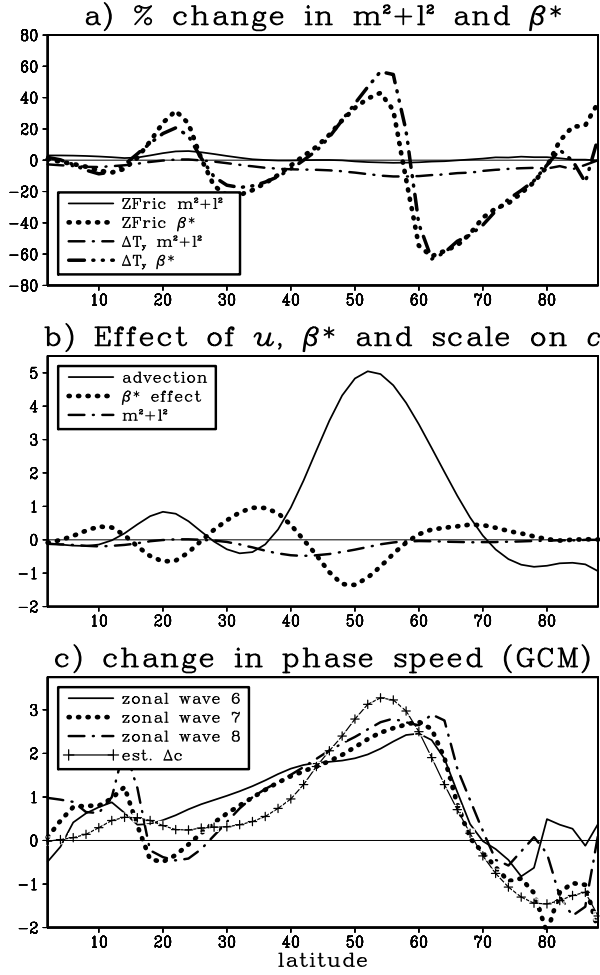 a) % change in m²+l² and β*
80
60
40
20
0
−20
−40
−60
−80
ZFric m²+l²
ZFric β*
ΔTy m²+l²
ΔTy β*
10 20 30 40 50 60 70 80
b) Effect of u, β* and scale on c
5
4
3
2
1
0
−1
−2
advection
β* effect
m²+l²
10 20 30 40 50 60 70 80
c) change in phase speed (GCM)
3
2
1
0
−1
−2
zonal wave 6
zonal wave 7
zonal wave 8
est. Δc
10 20 30 40 50 60 70 80
latitude